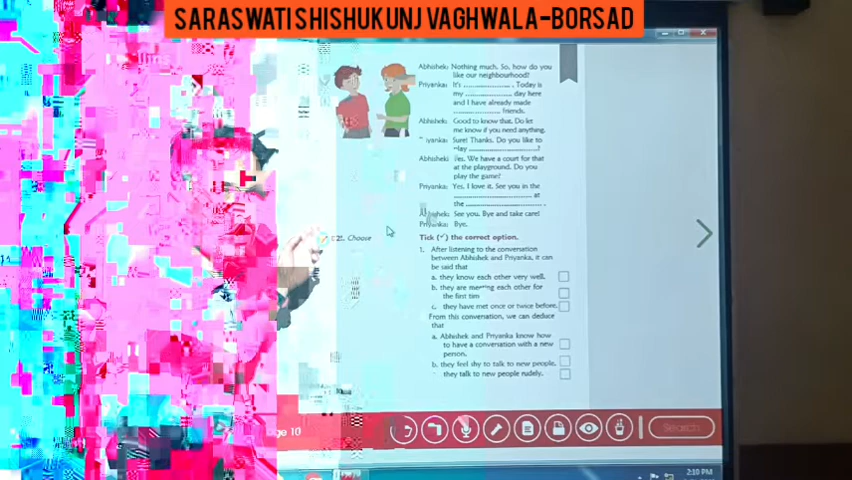 SARASWATI SHISHUKUNJ VAGHWALA-BORSAD
Abhishek: Nothing much. So, how do you
like our neighbourhood?
Priyanka: It's .................... . Today is
my .................... day here
and I have already made
.................... friends.
Abhishek: Good to know that. Do let
me know if you need anything.
Sure! Thanks. Do you like to
....................?
Abhishek: Yes. We have a court for that
at the playground. Do you
play the game?
Priyanka: Yes. I love it. See you in the
.................... at
the .................... .
See you. Bye and take care!
Bye.
Choose
Tick (✓) the correct option.
1. After listening to the conversation
between Abhishek and Priyanka, it can
be said that
a. they know each other very well.
b. they are meeting each other for
the first tim
c. they have met once or twice before.
From this conversation, we can deduce
that
a. Abhishek and Priyanka know how
to have a conversation with a new
person.
b. they feel shy to talk to new people.
they talk to new people rudely.
ge 10
Search
2:10 PM